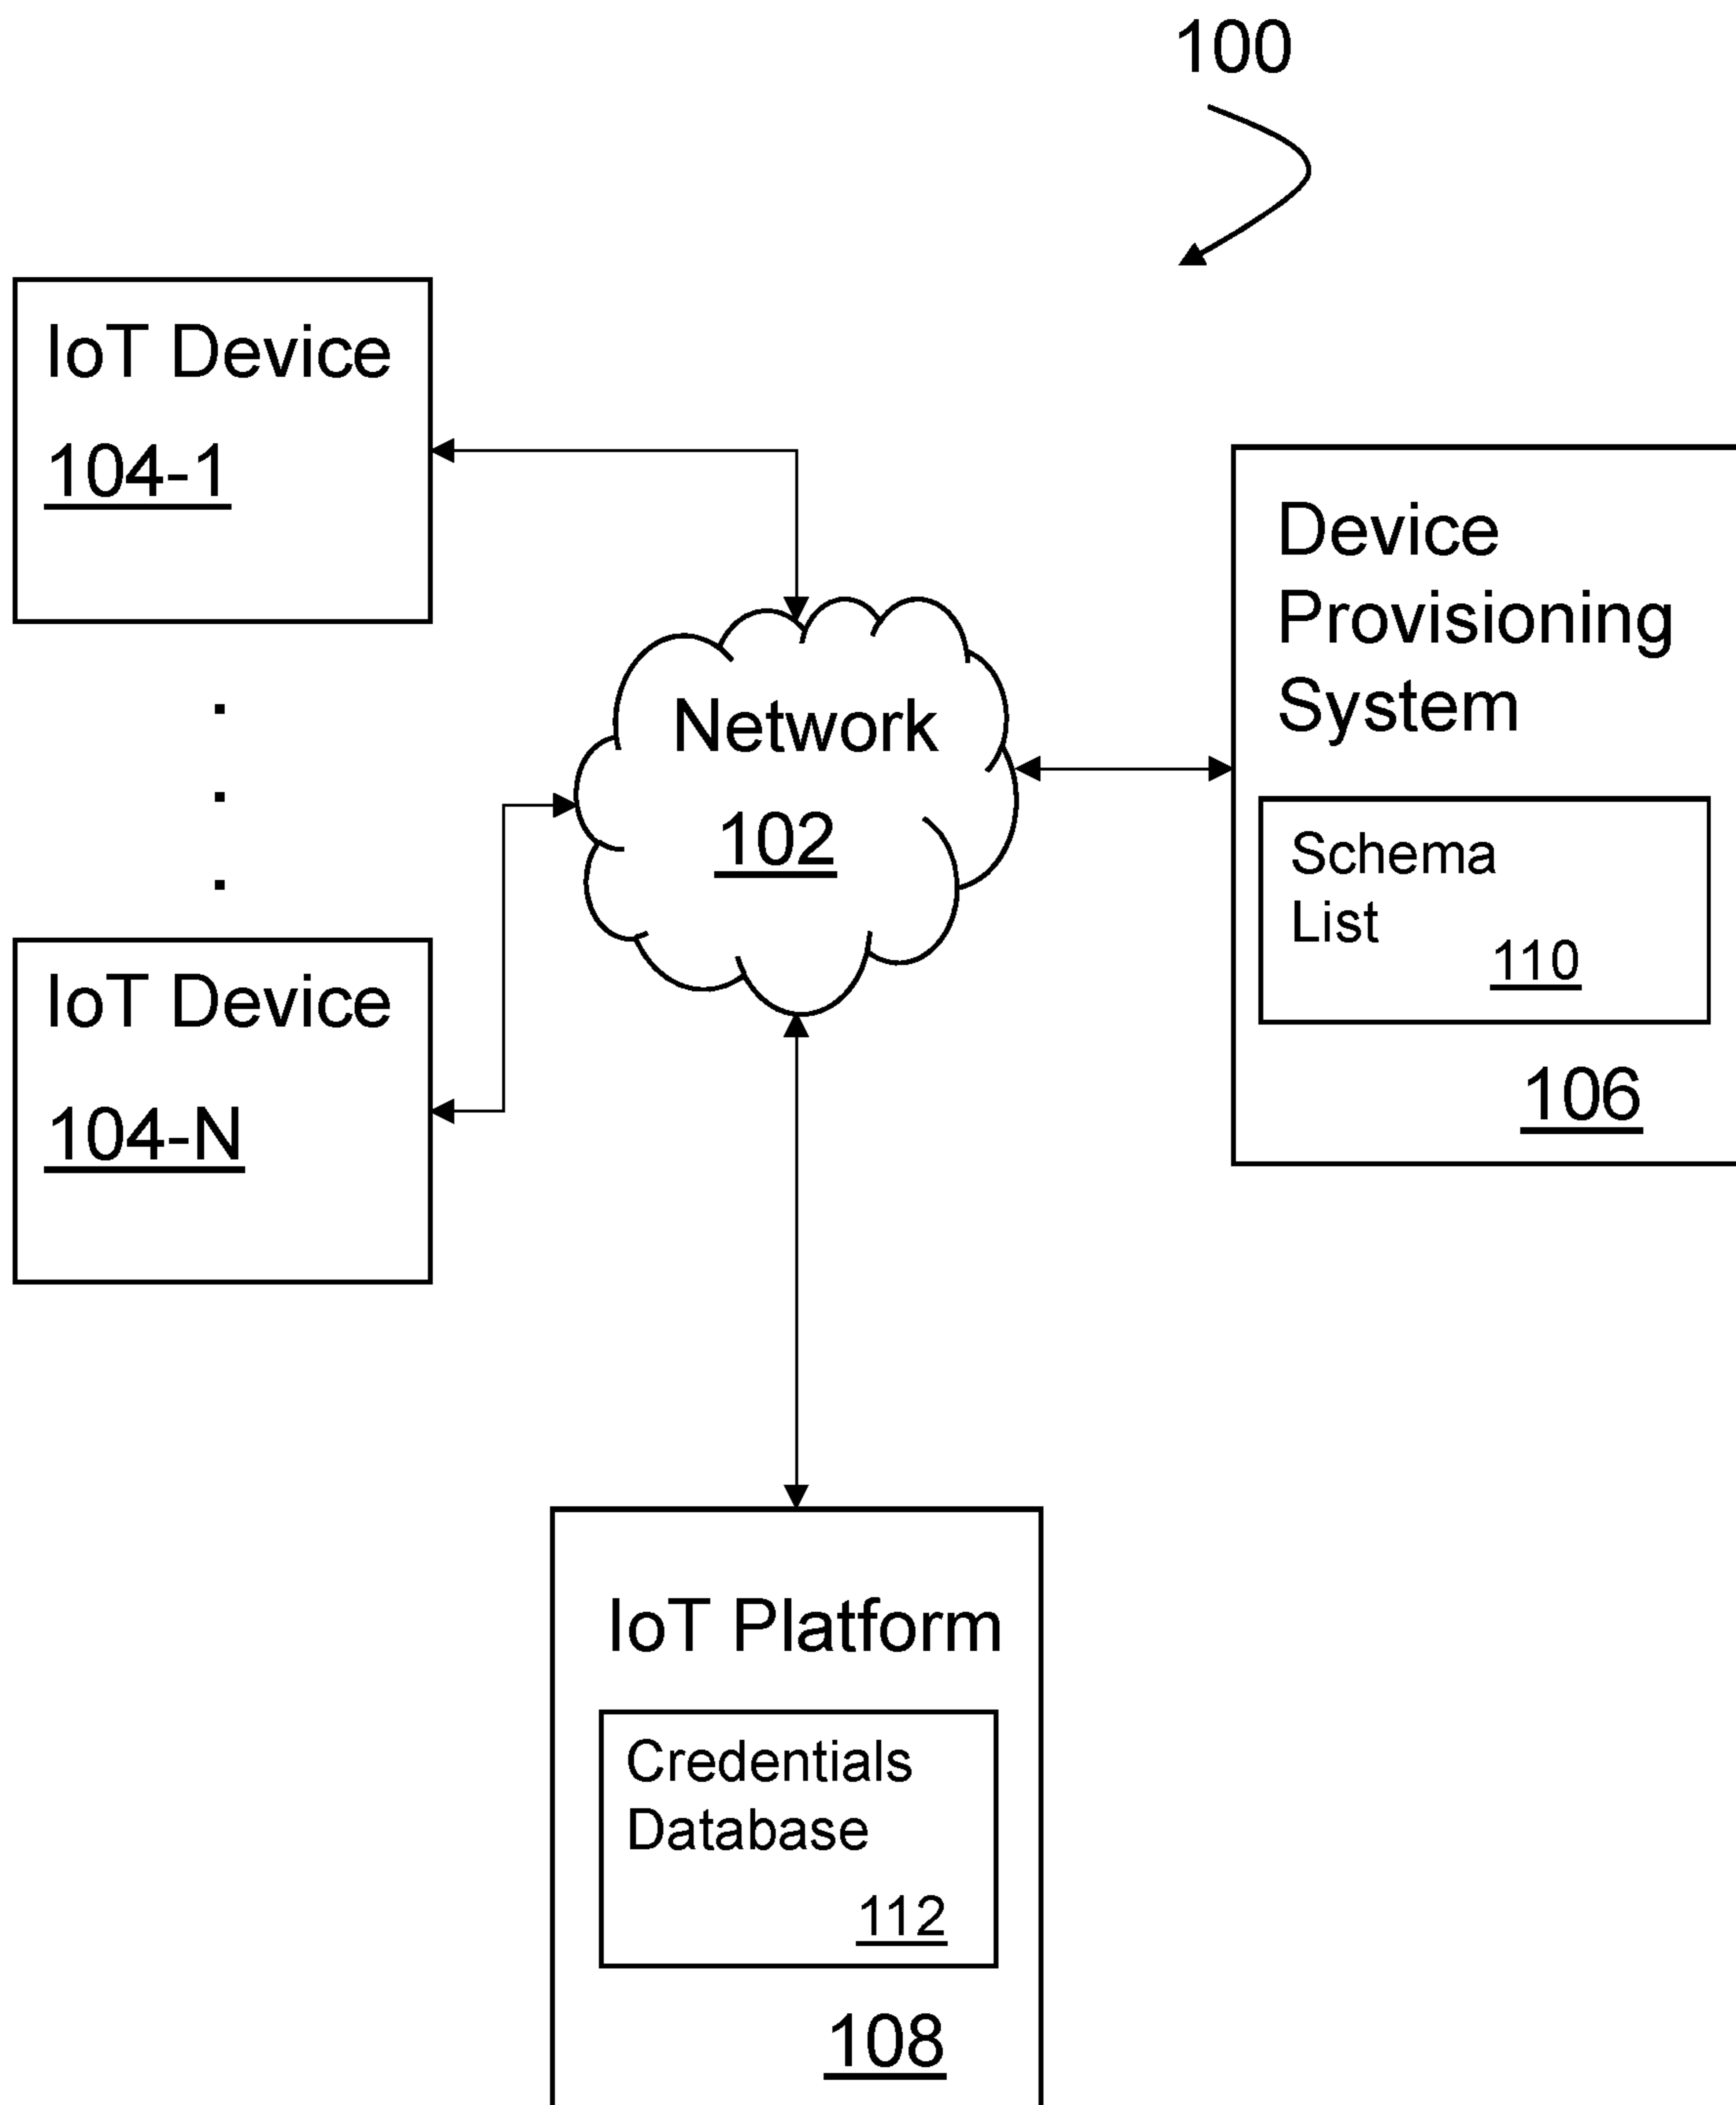 100
IoT Device
104-1
Device
Provisioning
System
Network
102
Schema
List
110
106
IoT Device
104-N
IoT Platform
Credentials
Database
112
108